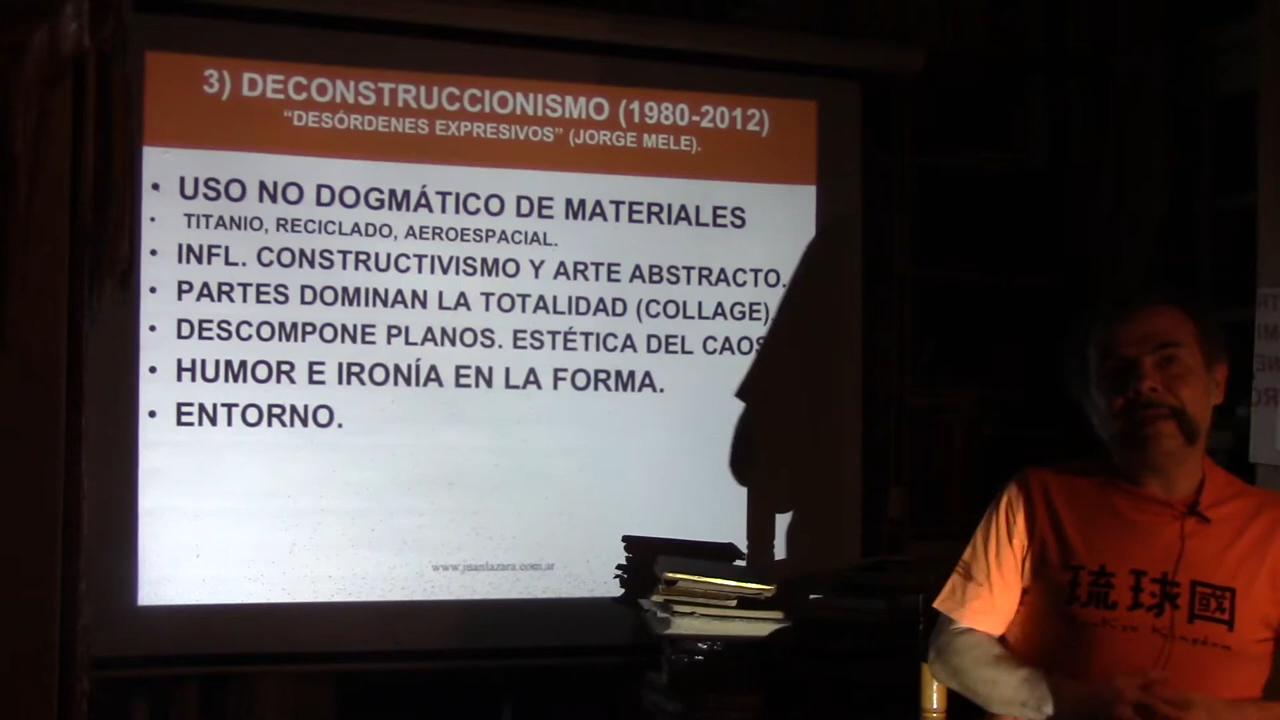 3) DECONSTRUCCIONISMO (1980-2012)
“DESÓRDENES EXPRESIVOS” (JORGE MELE).
• USO NO DOGMÁTICO DE MATERIALES
• TITANIO, RECICLADO, AEROESPACIAL.
• INFL. CONSTRUCTIVISMO Y ARTE ABSTRACTO.
• PARTES DOMINAN LA TOTALIDAD (COLLAGE).
• DESCOMPONE PLANOS. ESTÉTICA DEL CAOS
• HUMOR E IRONÍA EN LA FORMA.
• ENTORNO.
www.juanlazara.com.ar
琉球國
Kingdom